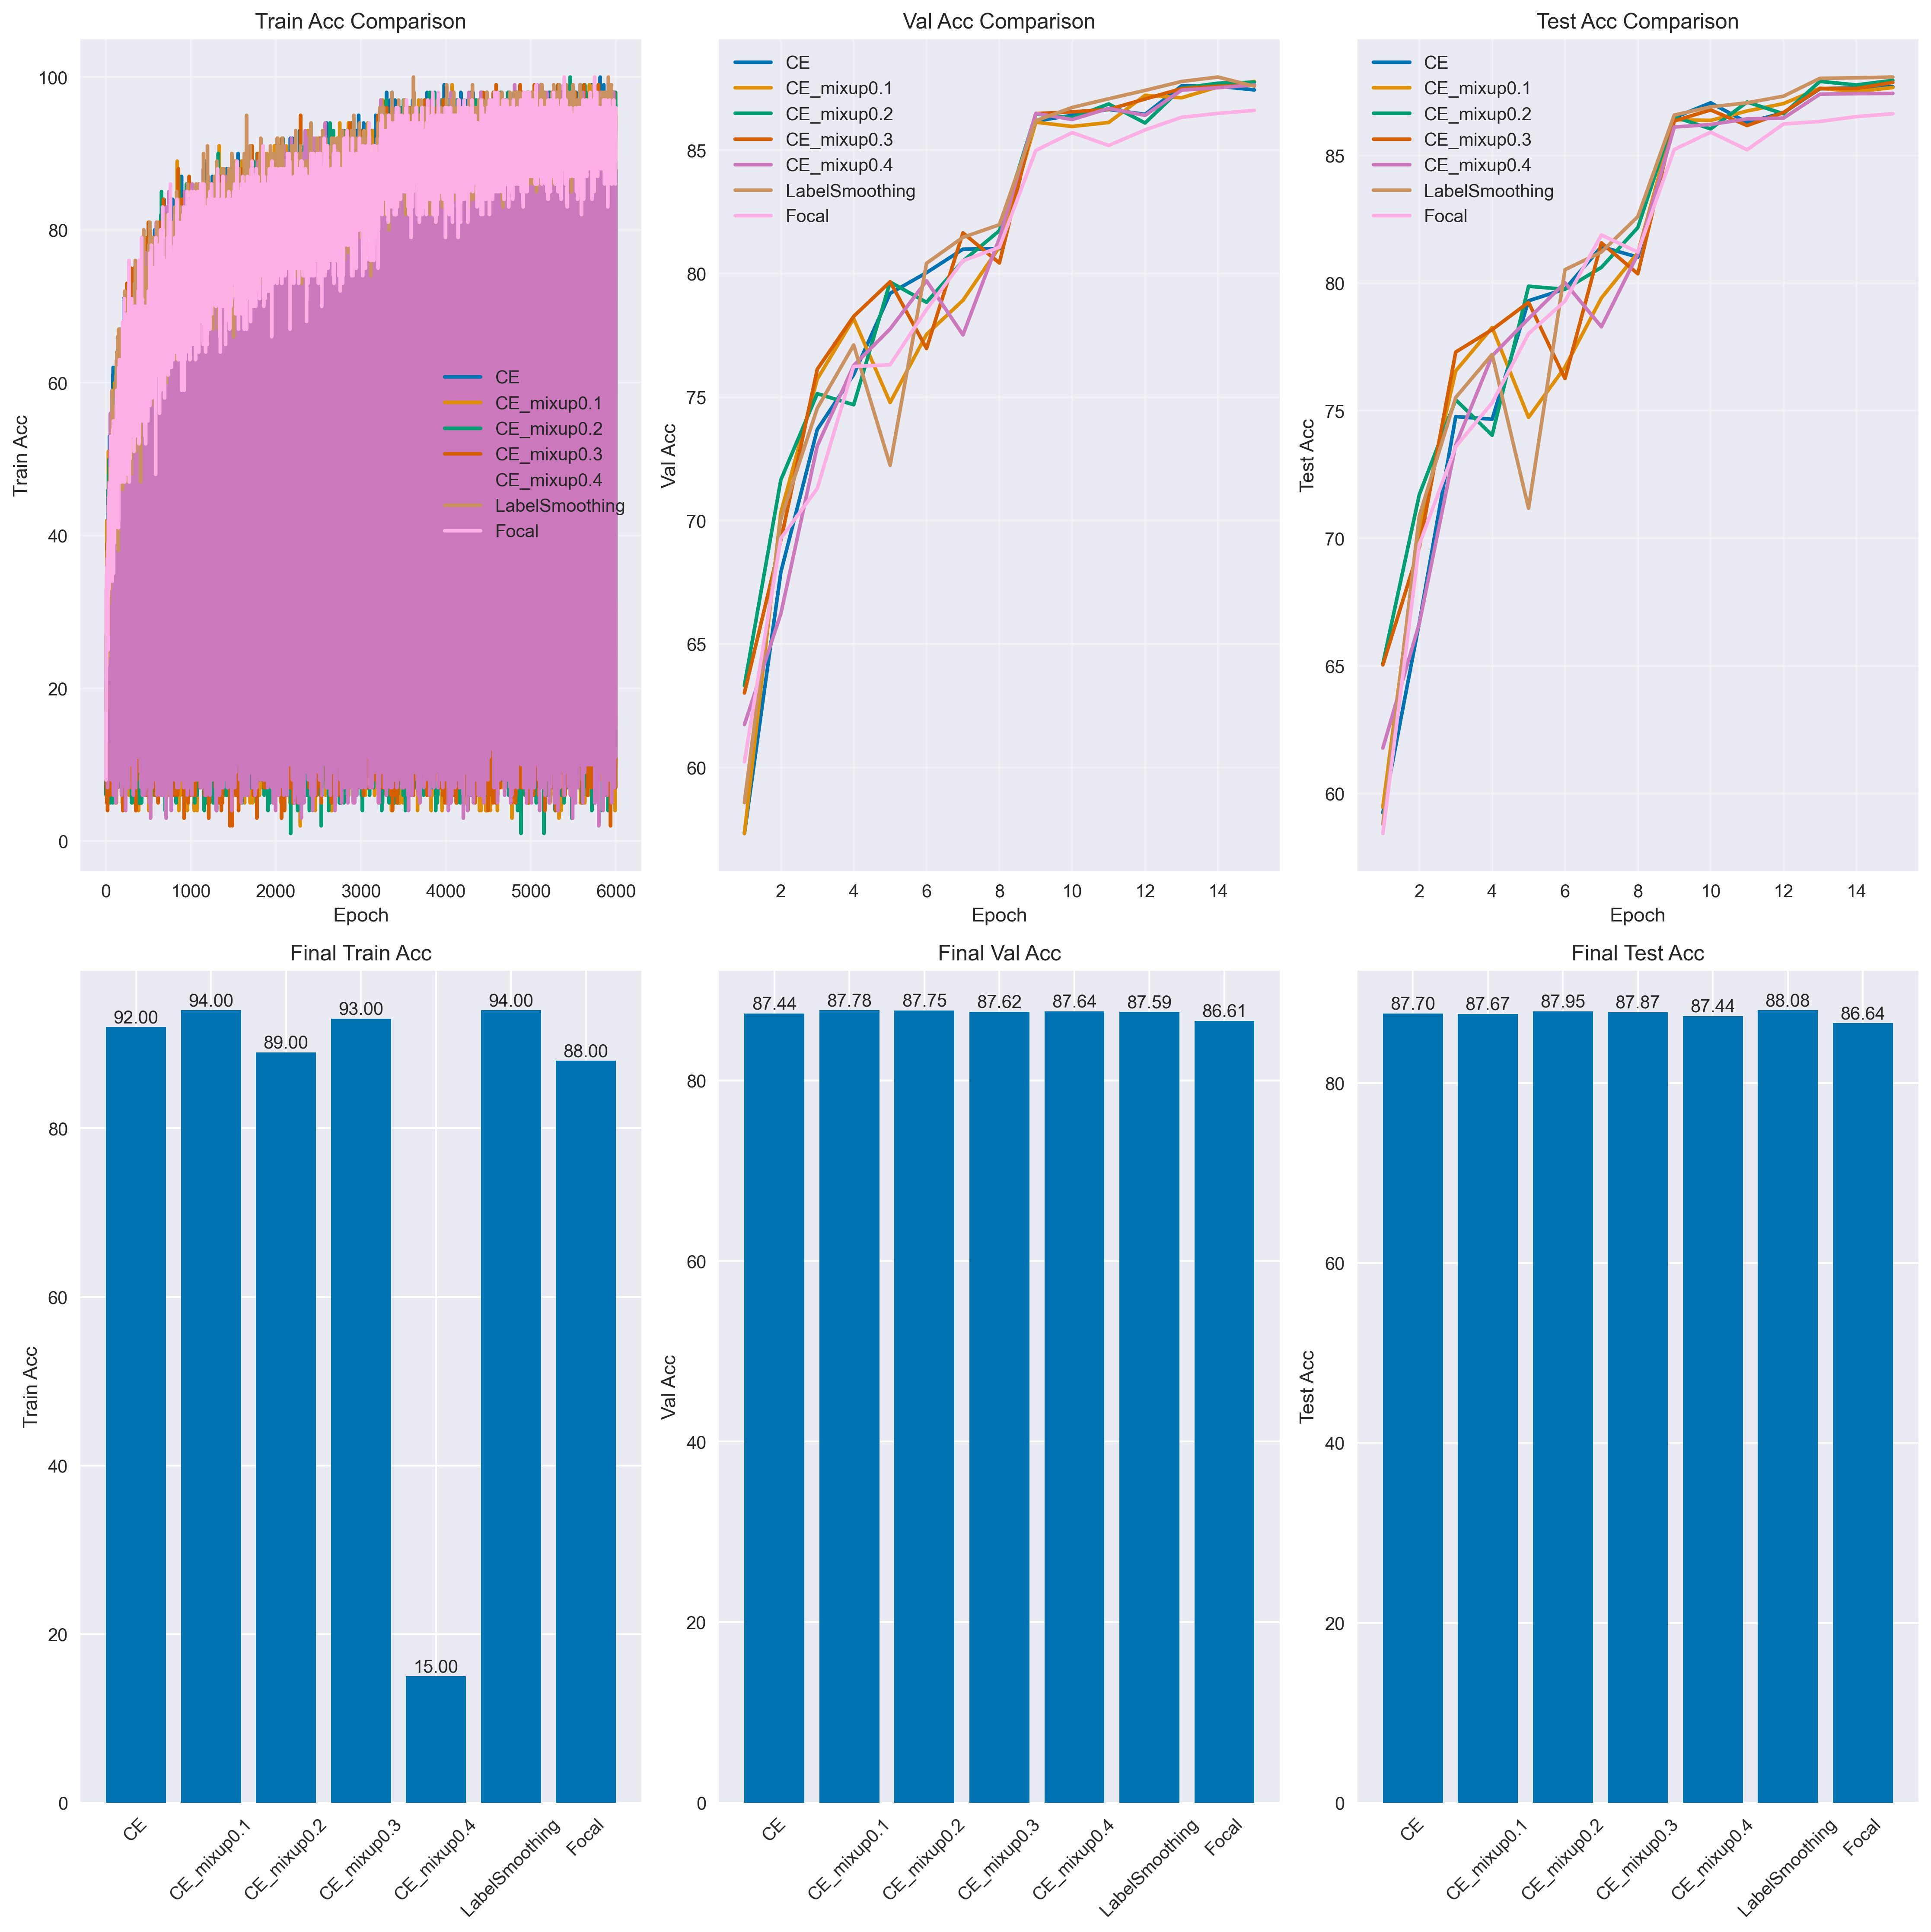 Train Acc Comparison
Train Acc
100
80
60
40
20
0
CE
CE_mixup0.1
CE_mixup0.2
CE_mixup0.3
CE_mixup0.4
LabelSmoothing
Focal
0 1000 2000 3000 4000 5000 6000
Epoch
Val Acc Comparison
Val Acc
85
80
75
70
65
60
CE
CE_mixup0.1
CE_mixup0.2
CE_mixup0.3
CE_mixup0.4
LabelSmoothing
Focal
2 4 6 8 10 12 14
Epoch
Test Acc Comparison
Test Acc
85
80
75
70
65
60
CE
CE_mixup0.1
CE_mixup0.2
CE_mixup0.3
CE_mixup0.4
LabelSmoothing
Focal
2 4 6 8 10 12 14
Epoch
Final Train Acc
Train Acc
80
60
40
20
0
92.00 94.00 89.00 93.00 15.00 94.00 88.00
CE CE_mixup0.1 CE_mixup0.2 CE_mixup0.3 CE_mixup0.4 LabelSmoothing Focal
Final Val Acc
Val Acc
80
60
40
20
0
87.44 87.78 87.75 87.62 87.64 87.59 86.61
CE CE_mixup0.1 CE_mixup0.2 CE_mixup0.3 CE_mixup0.4 LabelSmoothing Focal
Final Test Acc
Test Acc
80
60
40
20
0
87.70 87.67 87.95 87.87 87.44 88.08 86.64
CE CE_mixup0.1 CE_mixup0.2 CE_mixup0.3 CE_mixup0.4 LabelSmoothing Focal